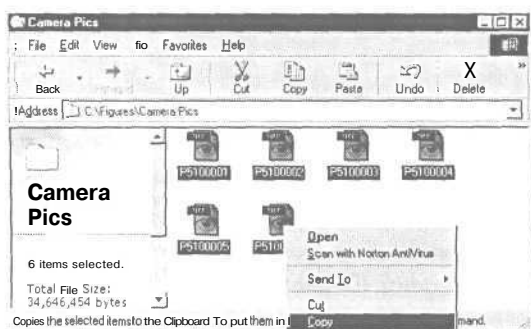 Camera Pics
: File Edit View fio Favorites Help
Back Up Cut Copy Paste Undo X Delete »
!Address C:\Figures\Camera Pics
Camera
Pics
P5100001 P5100002 P5100003 P5100004
P5100005 P5100
6 items selected.
Total File Size:
34,646,454 bytes
Open
Scan with Norton AntiVirus
Send To
Cut
Copy
Copies the selected items to the Clipboard To put them in mand.